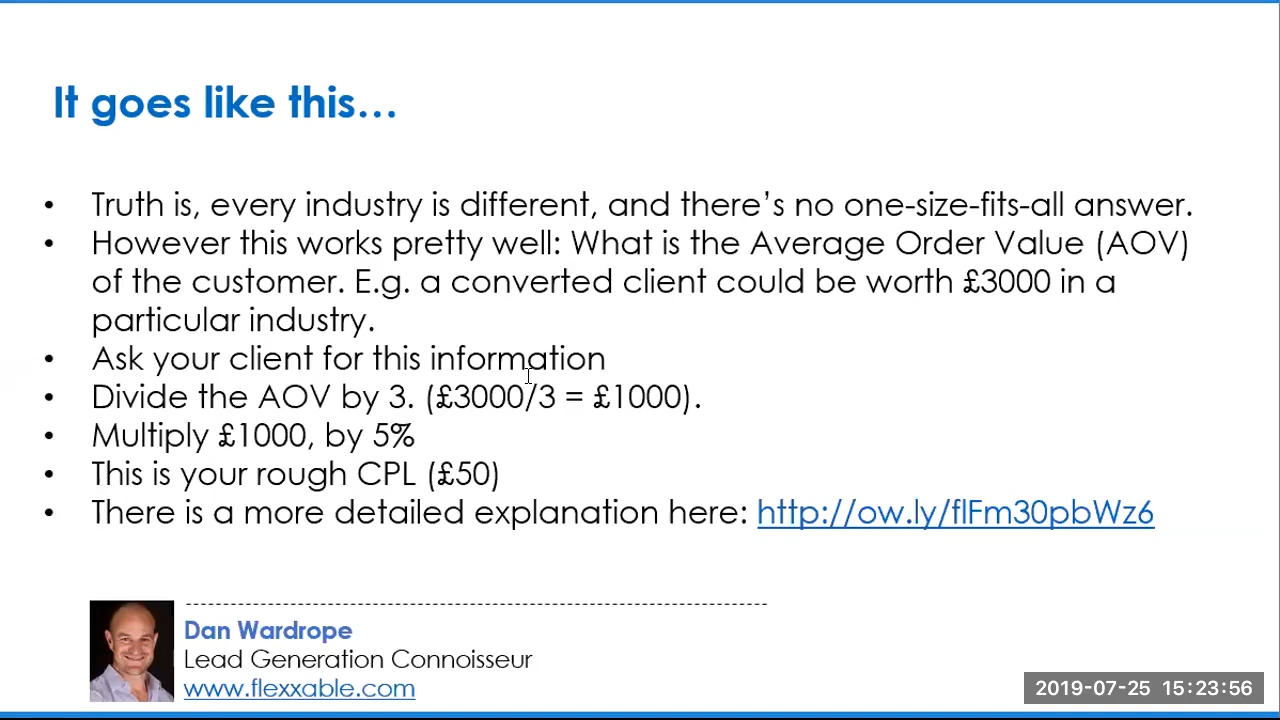 It goes like this…
• Truth is, every industry is different, and there’s no one-size-fits-all answer.
• However this works pretty well: What is the Average Order Value (AOV)
of the customer. E.g. a converted client could be worth £3000 in a
particular industry.
• Ask your client for this information
• Divide the AOV by 3. (£3000/3 = £1000).
• Multiply £1000, by 5%
• This is your rough CPL (£50)
• There is a more detailed explanation here: http://ow.ly/flFm30pbWz6
--------------------------------------------------------------------------------
Dan Wardrope
Lead Generation Connoisseur
www.flexxable.com
2019-07-25 15:23:56